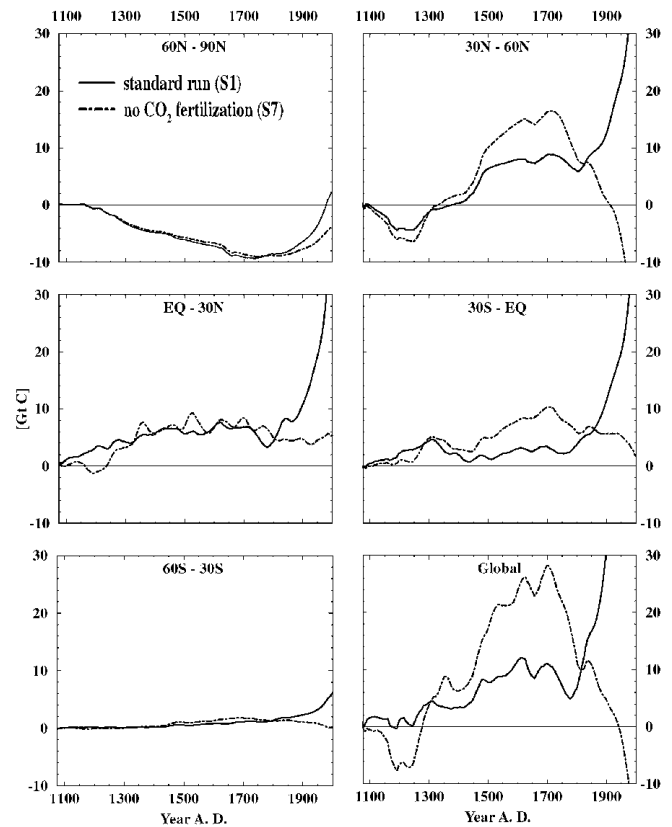 1100 1300 1500 1700 1900 1100 1300 1500 1700 1900
30 60N - 90N 30N - 60N 30
standard run (S1)
no CO2 fertilization (S7)
20 20
10 10
0 0
-10 -10
30 EQ - 30N 30S - EQ 30
20 20
[Gt C]
10 10
0 0
-10 -10
30 60S - 30S Global 30
20 20
10 10
0 0
-10 -10
1100 1300 1500 1700 1900 1100 1300 1500 1700 1900
Year A. D. Year A. D.